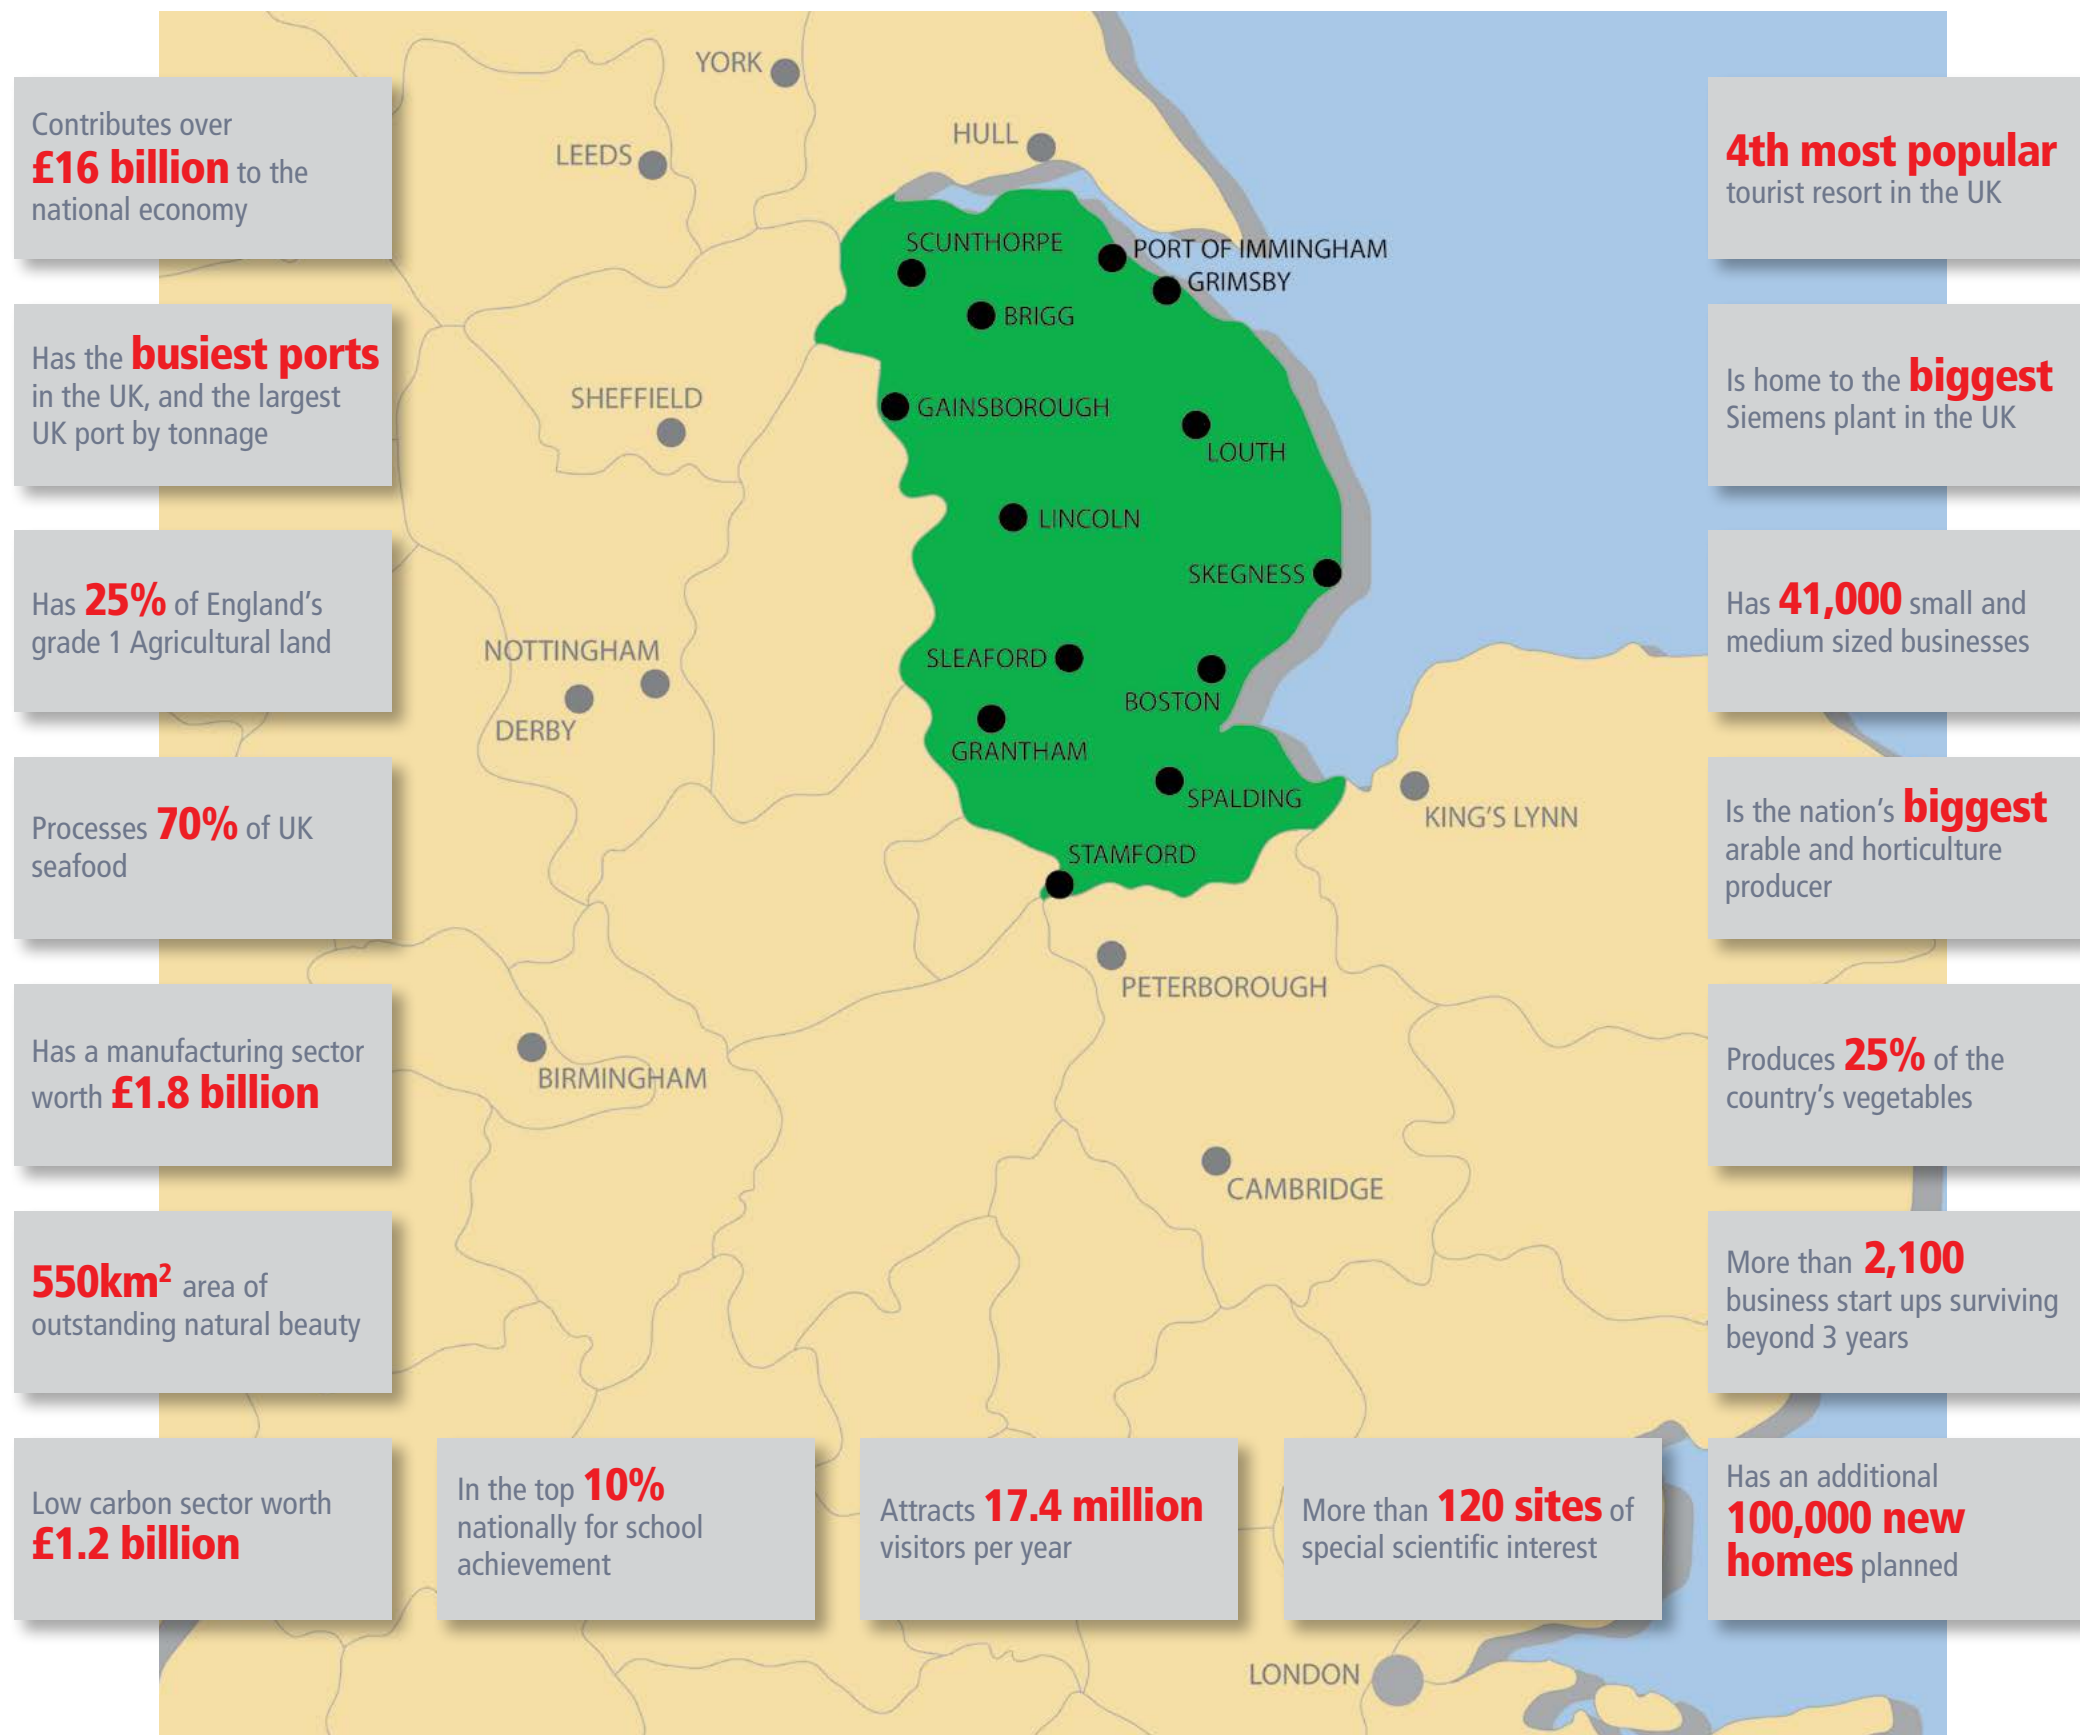 Contributes over
£16 billion to the
national economy
Has the busiest ports
in the UK, and the largest
UK port by tonnage
Has 25% of England's
grade 1 Agricultural land
Processes 70% of UK
seafood
Has a manufacturing sector
worth £1.8 billion
550km² area of
outstanding natural beauty
Low carbon sector worth
£1.2 billion
In the top 10%
nationally for school
achievement
Attracts 17.4 million
visitors per year
More than 120 sites of
special scientific interest
4th most popular
tourist resort in the UK
Is home to the biggest
Siemens plant in the UK
Has 41,000 small and
medium sized businesses
Is the nation's biggest
arable and horticulture
producer
Produces 25% of the
country's vegetables
More than 2,100
business start ups surviving
beyond 3 years
Has an additional
100,000 new
homes planned
YORK
LEEDS
HULL
SCUNTHORPE
PORT OF IMMINGHAM
GRIMSBY
BRIGG
SHEFFIELD
GAINSBOROUGH
LOUTH
LINCOLN
SKEGNESS
NOTTINGHAM
SLEAFORD
BOSTON
DERBY
GRANTHAM
SPALDING
KING'S LYNN
STAMFORD
PETERBOROUGH
BIRMINGHAM
CAMBRIDGE
LONDON